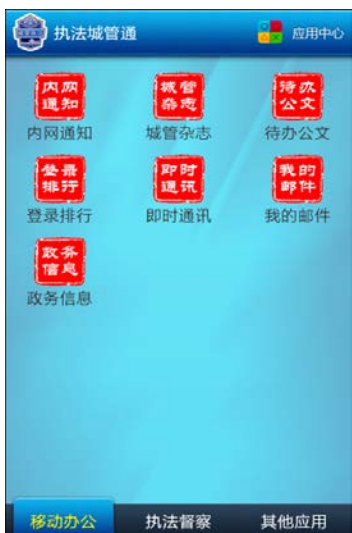 执法城管通
应用中心
内网
通知
城管
杂志
待办
公文
内网通知
城管杂志
待办公文
登录
排行
即时
通讯
我的
邮件
登录排行
即时通讯
我的邮件
政务
信息
政务信息
移动办公
执法督察
其他应用